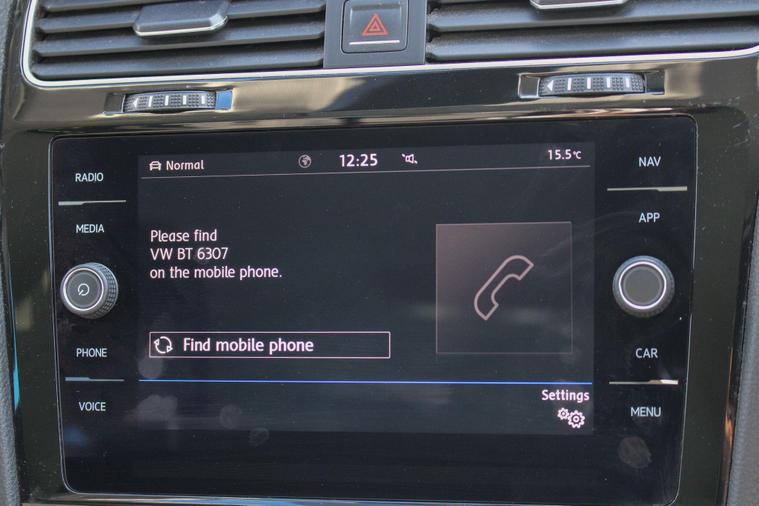 RADIO
MEDIA
PHONE
VOICE
Normal
12:25
15.5°C
Please find
VW BT 6307
on the mobile phone.
Find mobile phone
Settings
NAV
APP
CAR
MENU